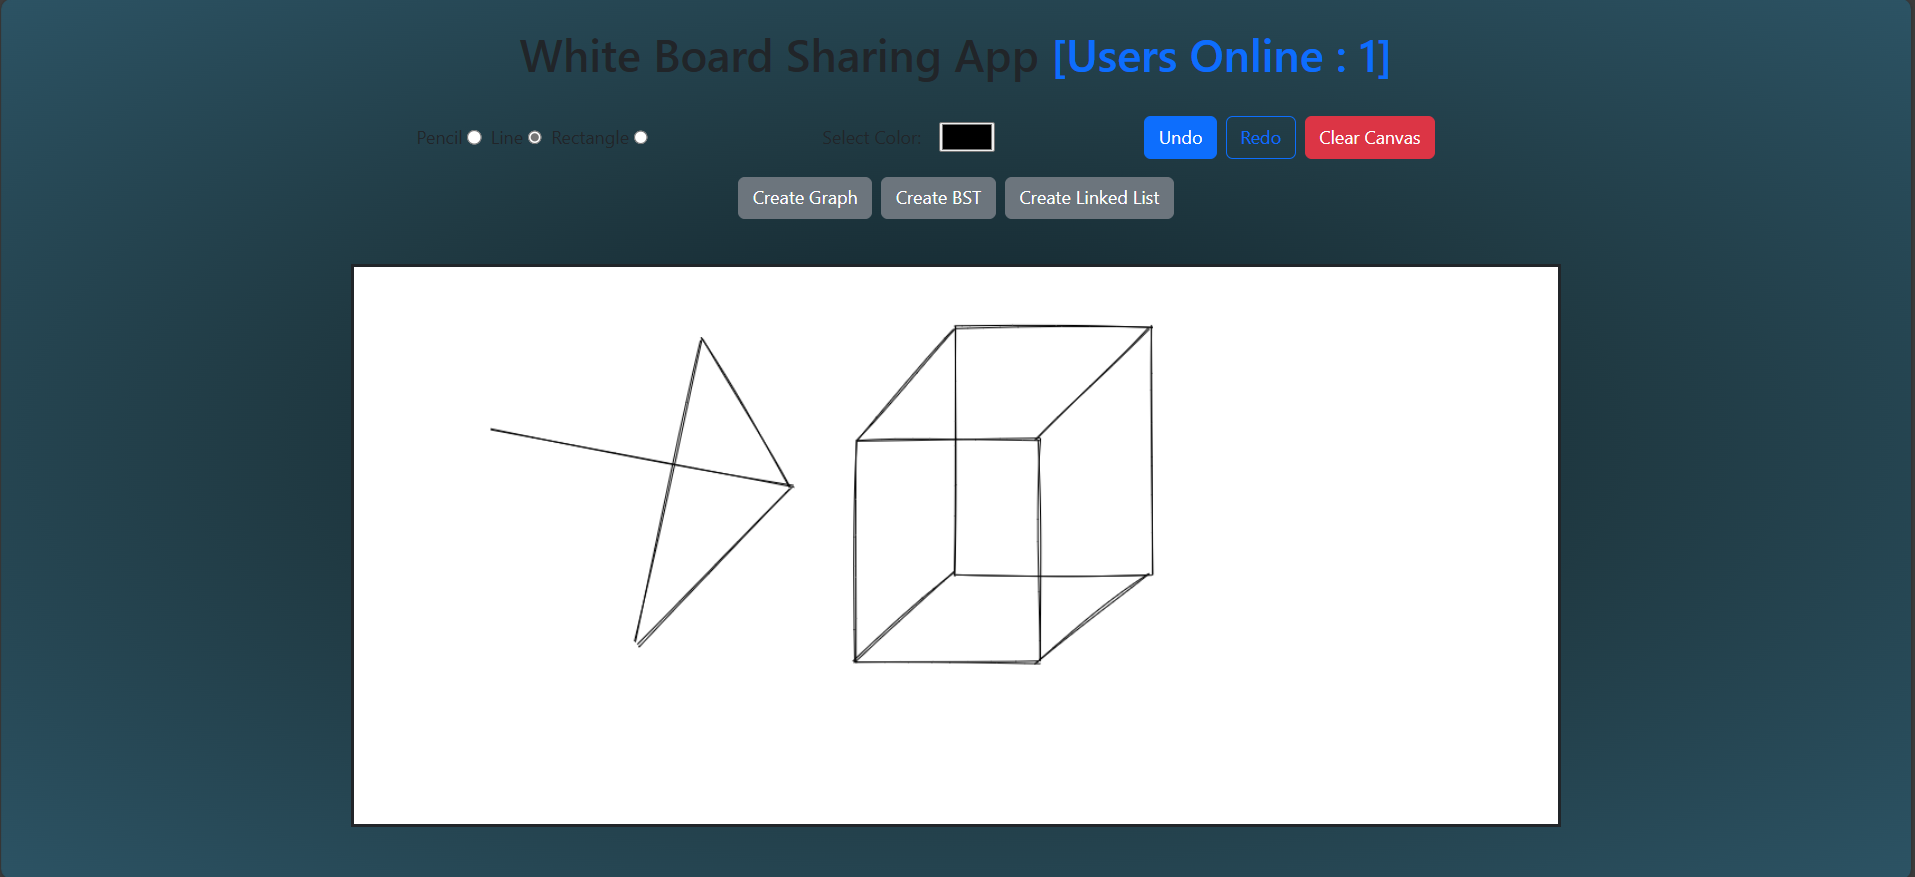 White Board Sharing App [Users Online : 1]
Pencil Line Rectangle Select Color: Undo Redo Clear Canvas
Create Graph Create BST Create Linked List